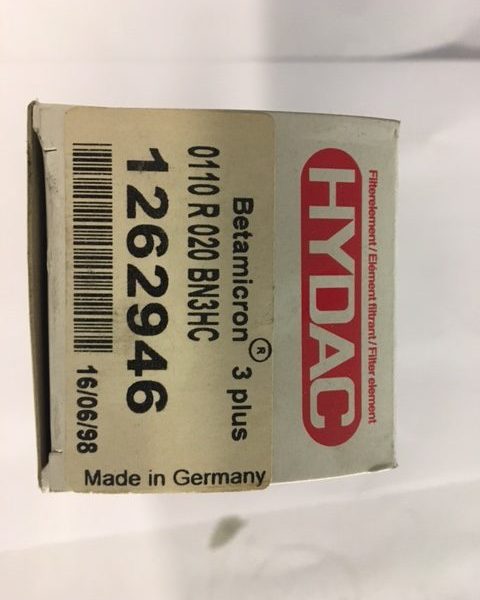 Filterelement / Elément filtrant / Filter element
HYDAC
Betamicron® 3 plus
0110 R 020 BN3HC
1262946
16/06/98
Made in Germany